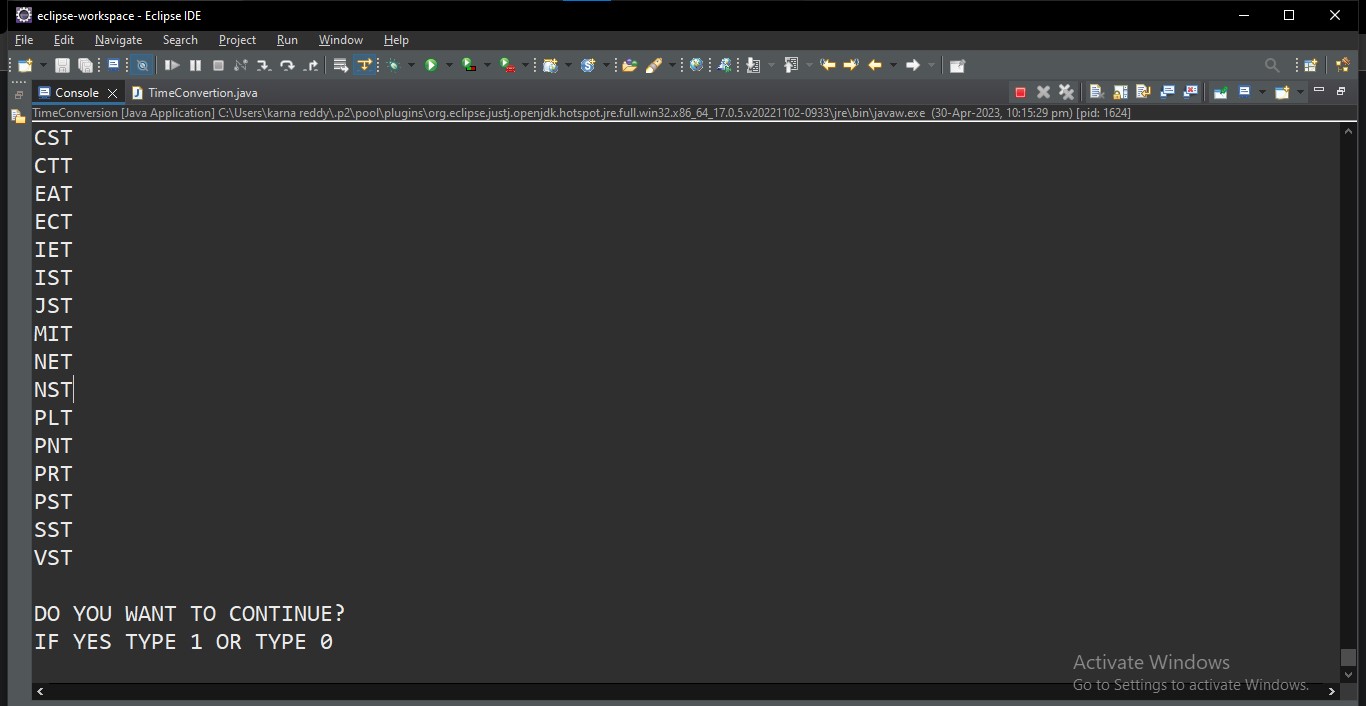 eclipse-workspace - Eclipse IDE
File Edit Navigate Search Project Run Window Help
Console TimeConvertion.java
TimeConversion [Java Application] C:\Users\karna reddy\.p2\pool\plugins\org.eclipse.justj.openjdk.hotspot.jre.full.win32.x86_64_17.0.5.v20221102-0933\jre\bin\javaw.exe (30-Apr-2023, 10:15:29 pm) [pid: 1624]
CST
CTT
EAT
ECT
IET
IST
JST
MIT
NET
NST
PLT
PNT
PRT
PST
SST
VST
DO YOU WANT TO CONTINUE?
IF YES TYPE 1 OR TYPE 0
Activate Windows
Go to Settings to activate Windows.